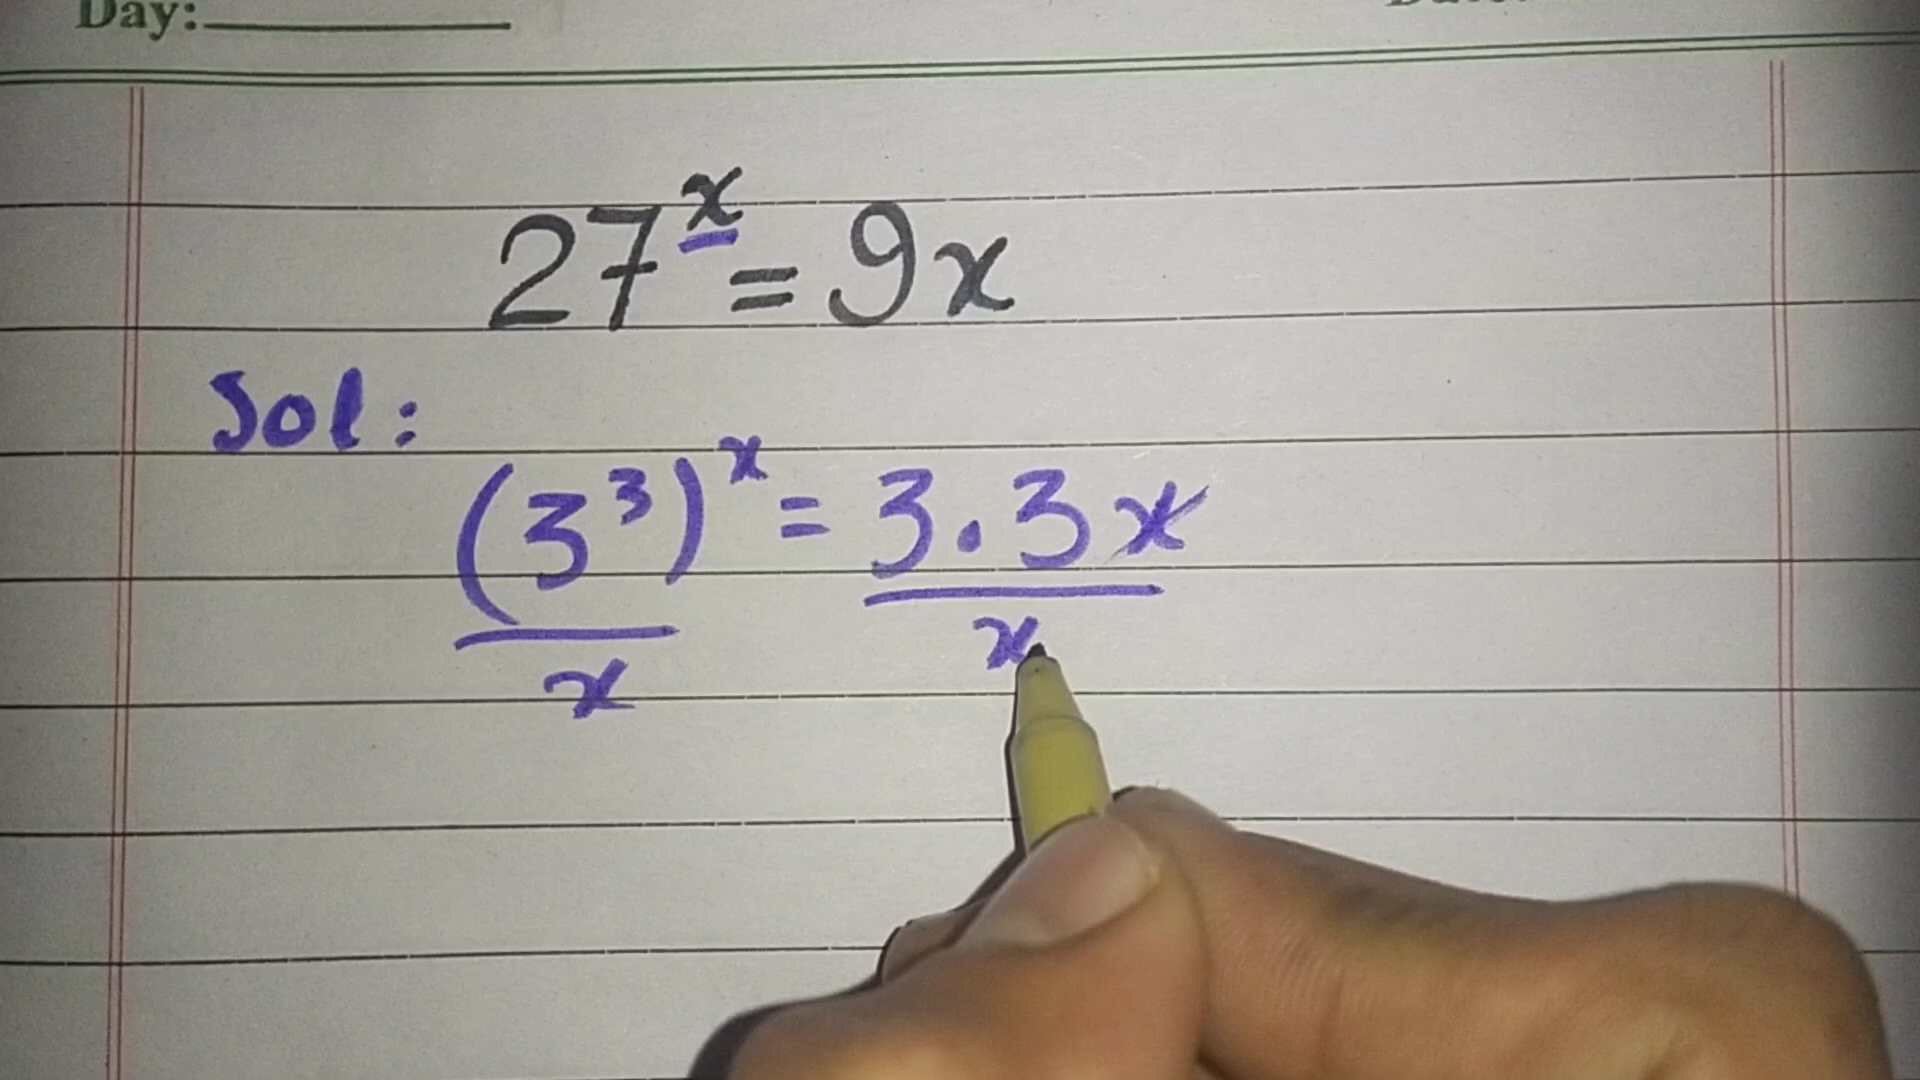 Day:
27^x = 9x
Sol:
(3^3)^x / x = 3.3x / x